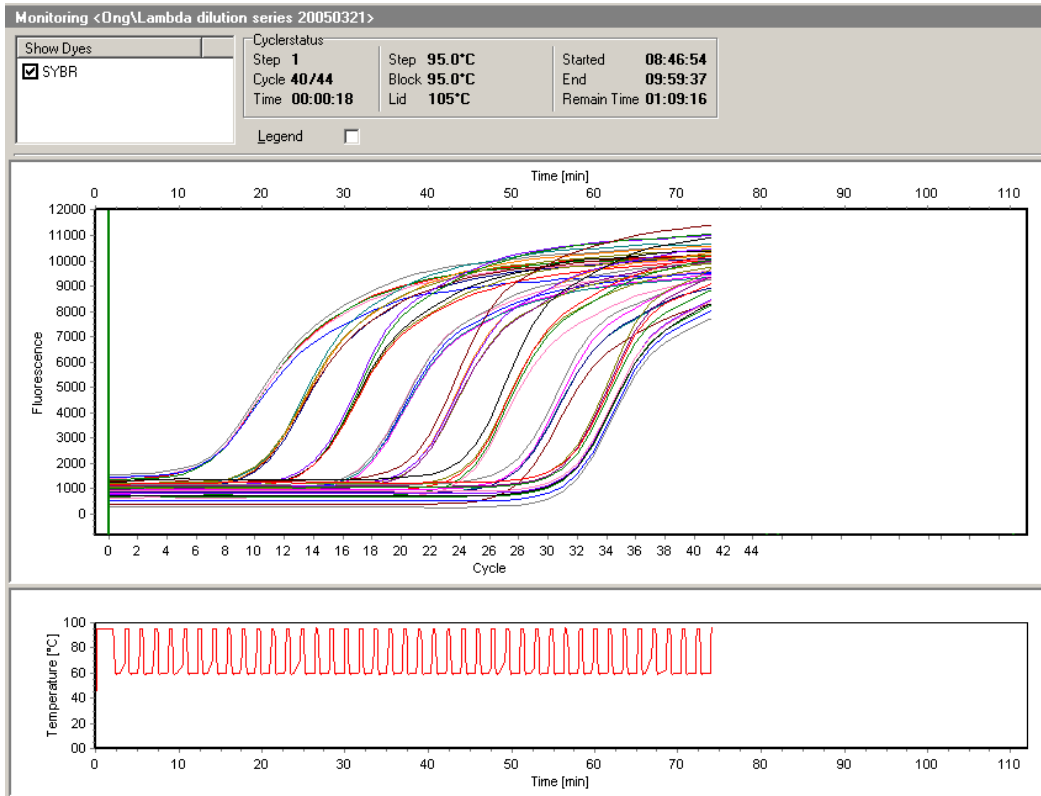 Monitoring <Ong\Lambda dilution series 20050321>
Show Dyes
SYBR
Cyclerstatus
Step 1 Step 95.0°C Started 08:46:54
Cycle 40/44 Block 95.0°C End 09:59:37
Time 00:00:18 Lid 105°C Remain Time 01:09:16
Legend
Time [min]
0 10 20 30 40 50 60 70 80 90 100 110
12000
11000
10000
9000
8000
7000
6000
5000
4000
3000
2000
1000
0
Fluorescence
0 2 4 6 8 10 12 14 16 18 20 22 24 26 28 30 32 34 36 38 40 42 44
Cycle
100
80
60
40
20
00
Temperature [°C]
0 10 20 30 40 50 60 70 80 90 100 110
Time [min]